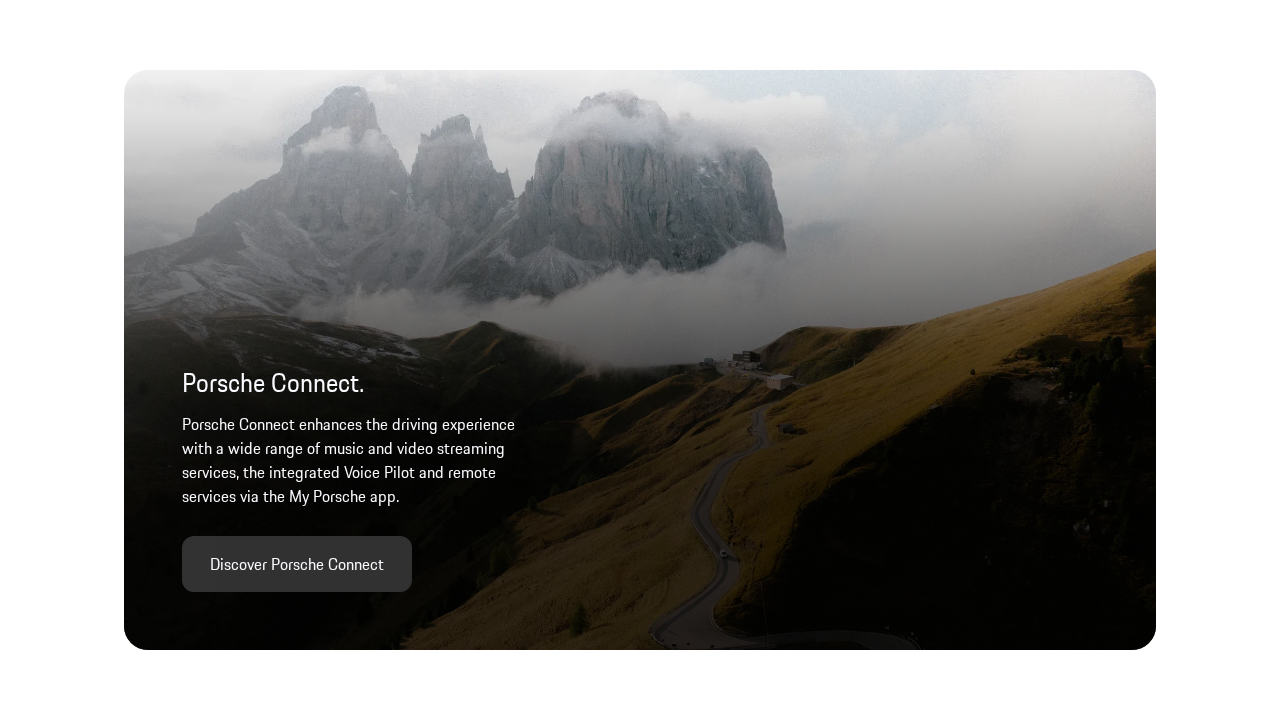 Porsche Connect.
Porsche Connect enhances the driving experience
with a wide range of music and video streaming
services, the integrated Voice Pilot and remote
services via the My Porsche app.
Discover Porsche Connect